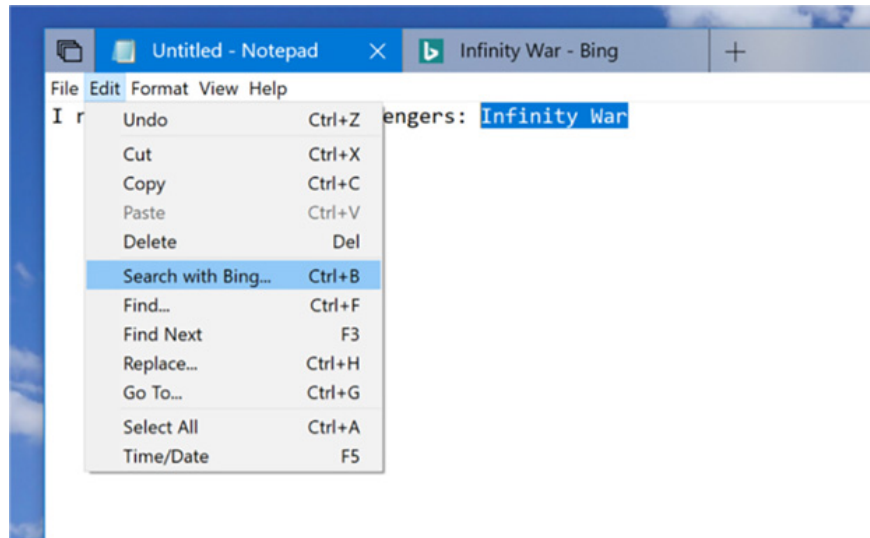 Untitled - Notepad
Infinity War - Bing
File Edit Format View Help
I engers: Infinity War
Undo Ctrl+Z
Cut Ctrl+X
Copy Ctrl+C
Paste Ctrl+V
Delete Del
Search with Bing... Ctrl+B
Find... Ctrl+F
Find Next F3
Replace... Ctrl+H
Go To... Ctrl+G
Select All Ctrl+A
Time/Date F5